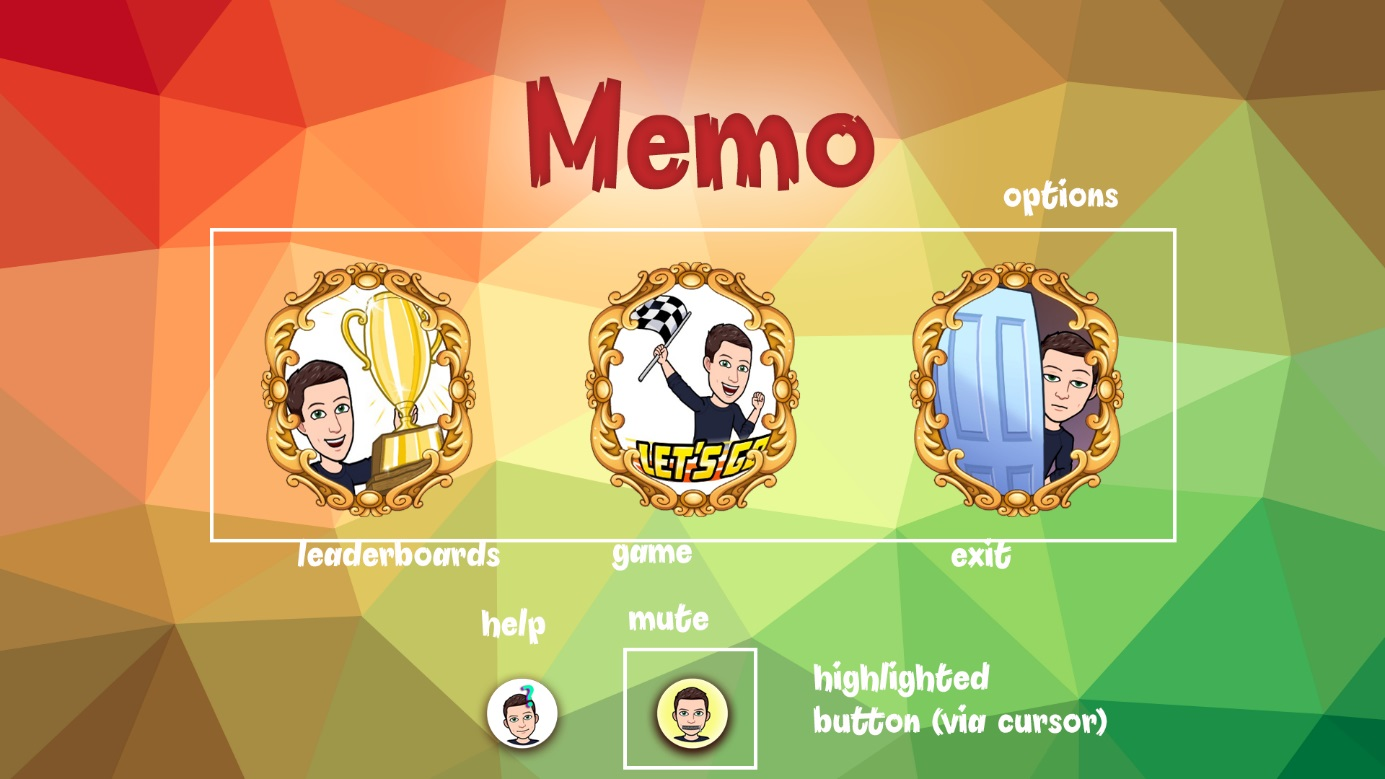 Memo
options
LET'S GO
leaderboards
game
exit
help
mute
?
highlighted
button (via cursor)